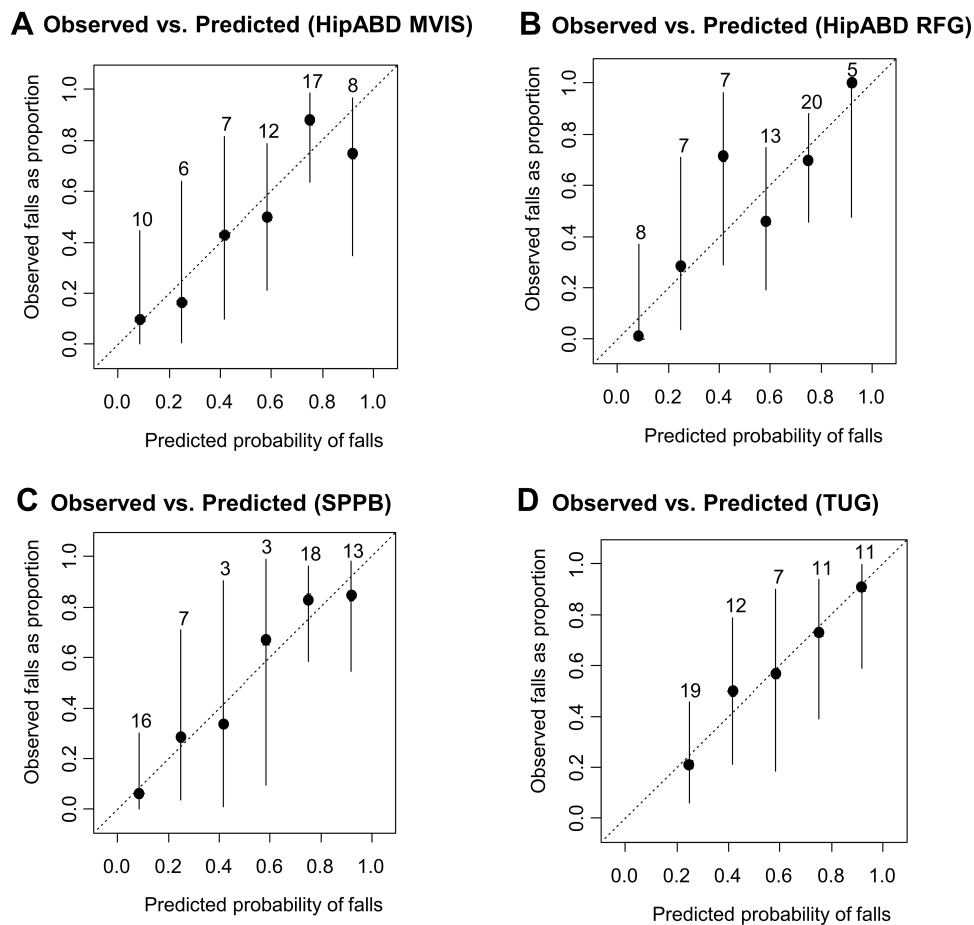 A Observed vs. Predicted (HipABD MVIS)
Observed falls as proportion
1.0
0.8
0.6
0.4
0.2
0.0
10
6
7
12
17
8
0.0 0.2 0.4 0.6 0.8 1.0
Predicted probability of falls
B Observed vs. Predicted (HipABD RFG)
Observed falls as proportion
1.0
0.8
0.6
0.4
0.2
0.0
8
7
7
13
20
5
0.0 0.2 0.4 0.6 0.8 1.0
Predicted probability of falls
C Observed vs. Predicted (SPPB)
Observed falls as proportion
1.0
0.8
0.6
0.4
0.2
0.0
16
7
3
3
18
13
0.0 0.2 0.4 0.6 0.8 1.0
Predicted probability of falls
D Observed vs. Predicted (TUG)
Observed falls as proportion
1.0
0.8
0.6
0.4
0.2
0.0
19
12
7
11
11
0.0 0.2 0.4 0.6 0.8 1.0
Predicted probability of falls